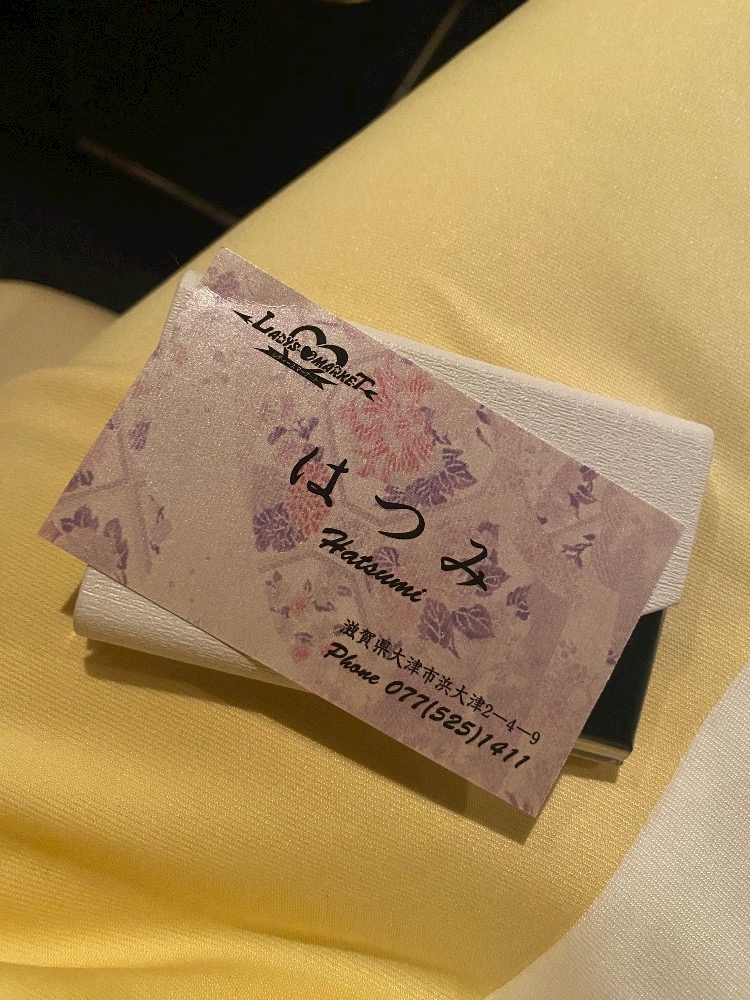 LADYS MARKET
はつみ
Hatsumi
滋賀県大津市浜大津2―4―9
Phone 077(525)1411